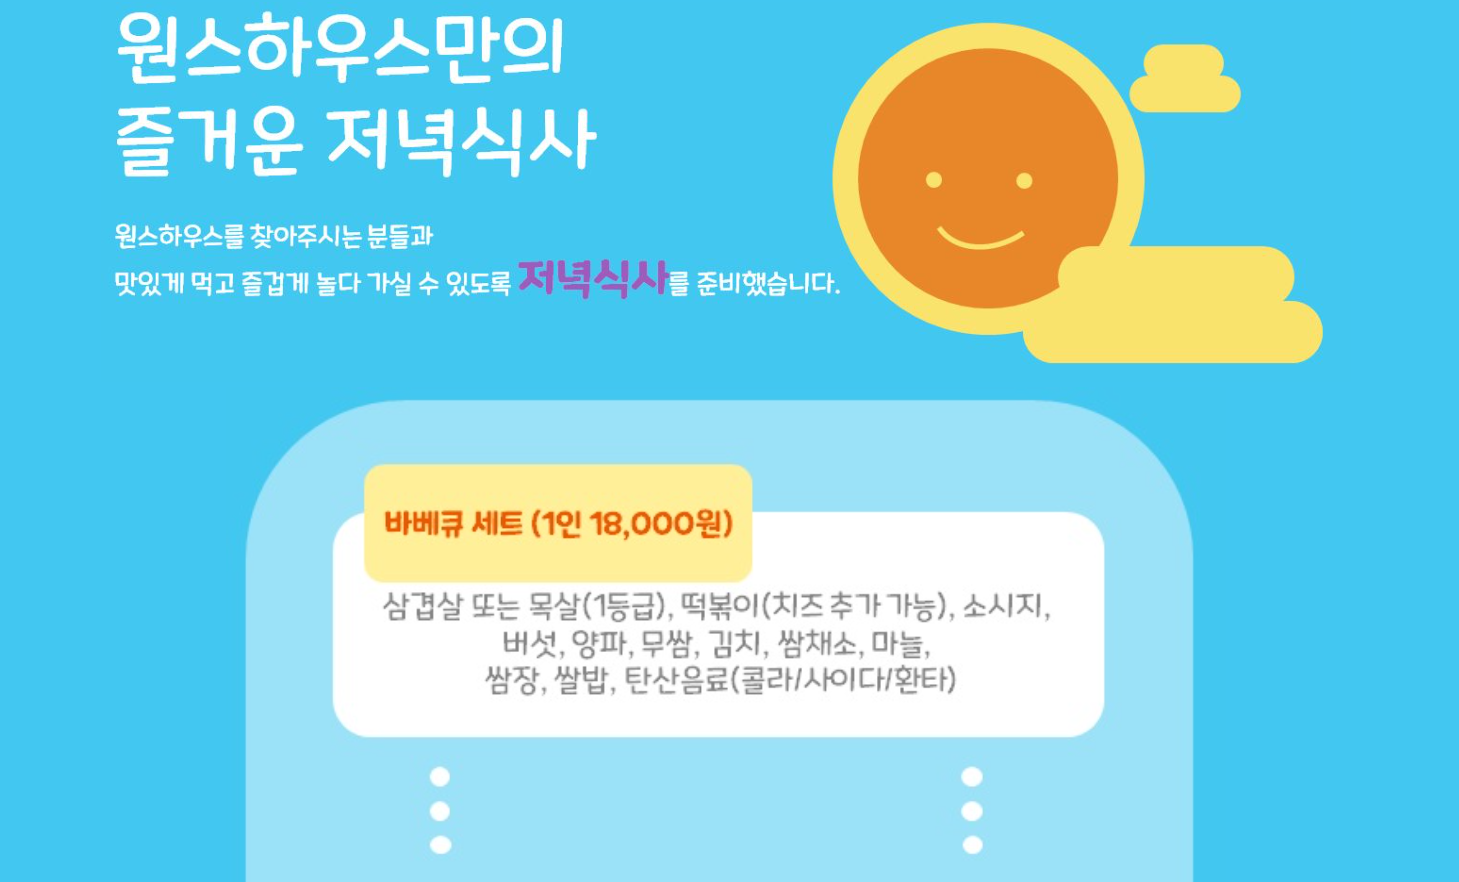 원스하우스만의
즐거운 저녁식사
원스하우스를 찾아주시는 분들과
맛있게 먹고 즐겁게 놀다 가실 수 있도록 저녁식사를 준비했습니다.
바베큐 세트 (1인 18,000원)
삼겹살 또는 목살(1등급), 떡볶이(치즈 추가 가능), 소시지,
버섯, 양파, 무쌈, 김치, 쌈채소, 마늘,
쌈장, 쌀밥, 탄산음료(콜라/사이다/환타)